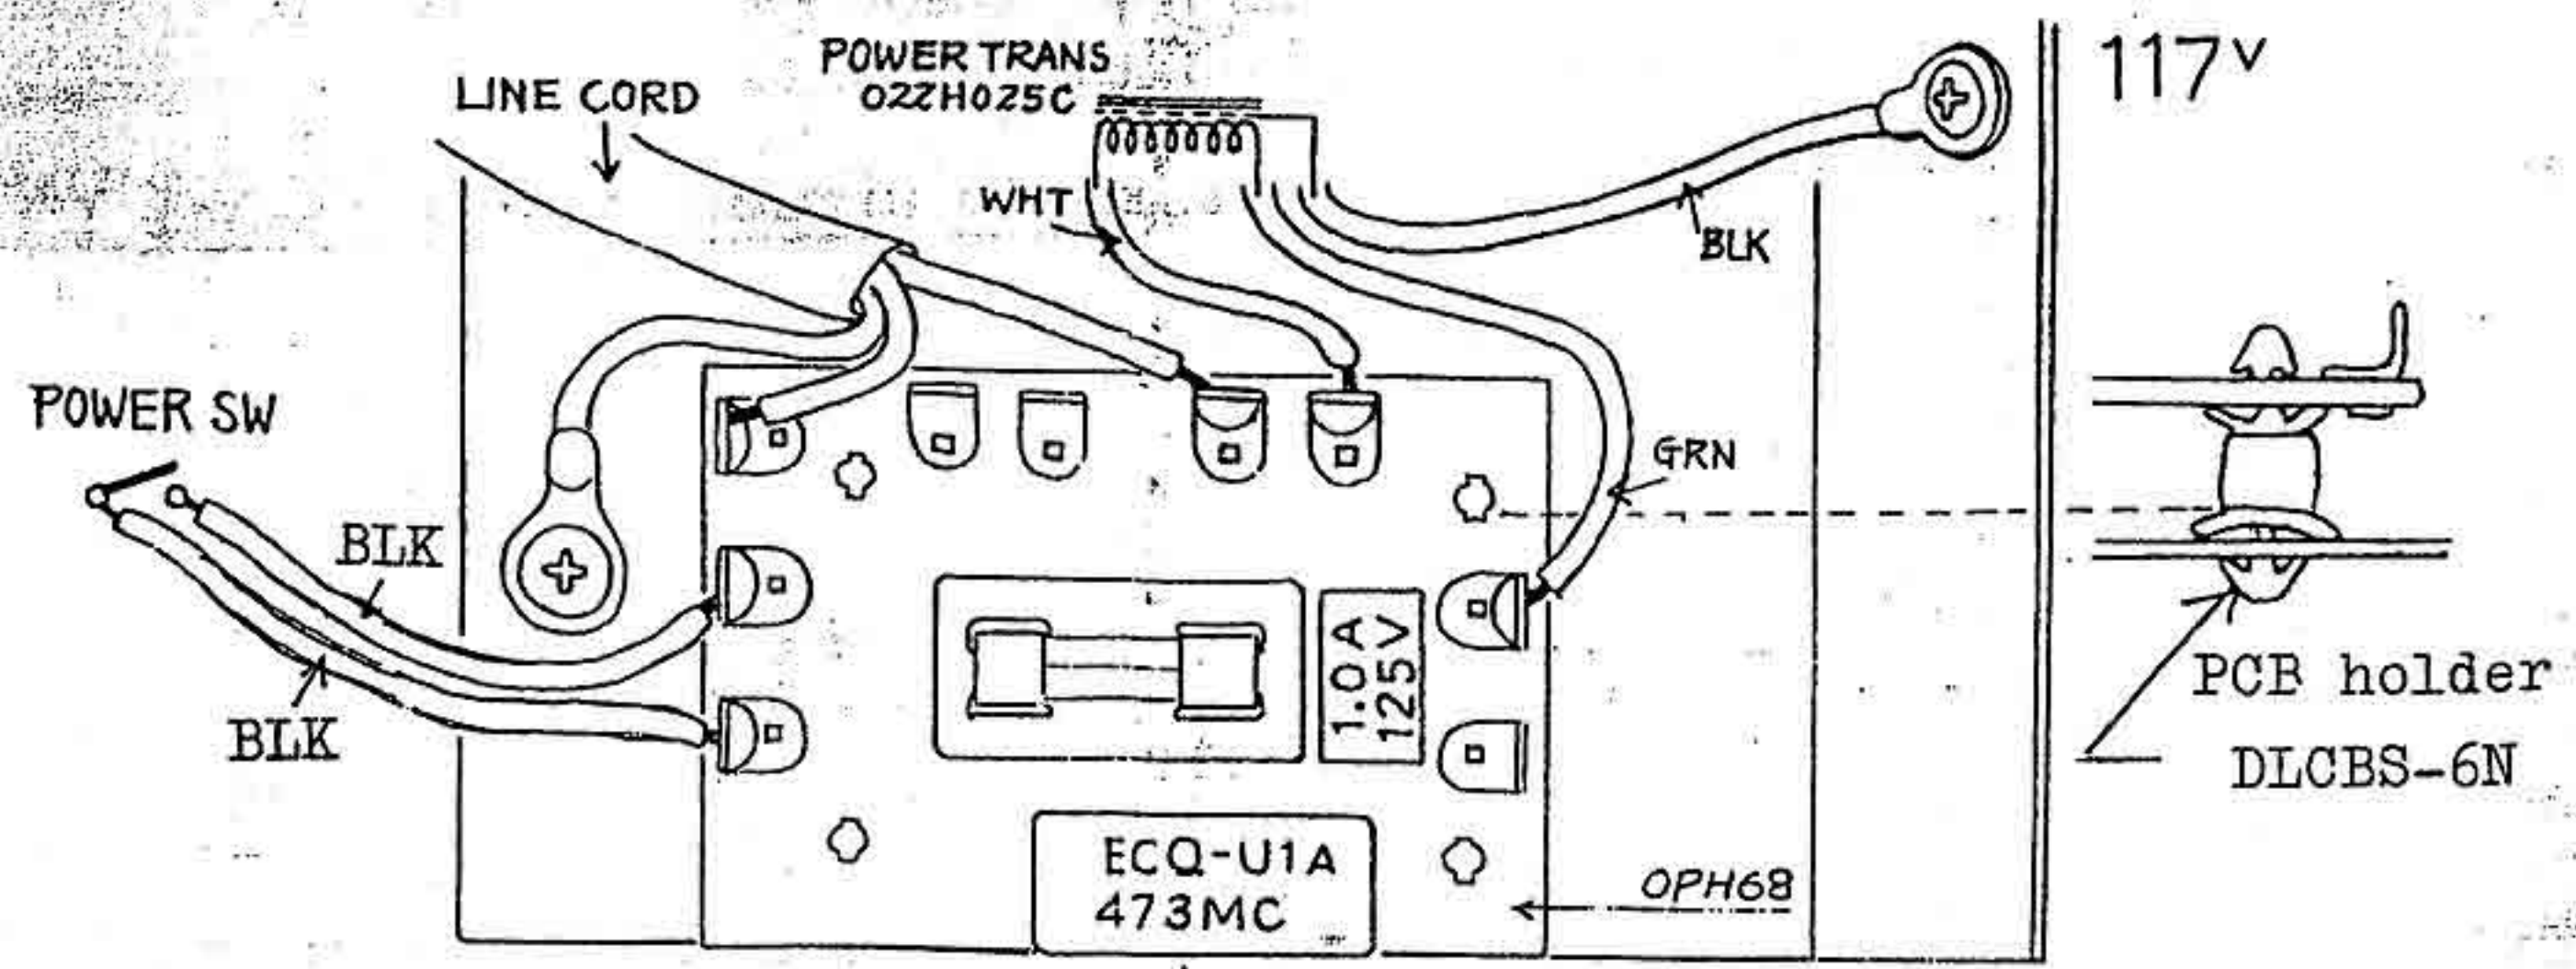 POWER TRANS
022H025C
LINE CORD
117V
WHT
BLK
POWER SW
GRN
BLK
BLK
1.0A
125V
PCB holder
DLCBS-6N
ECQ-U1A
473MC
OPH68